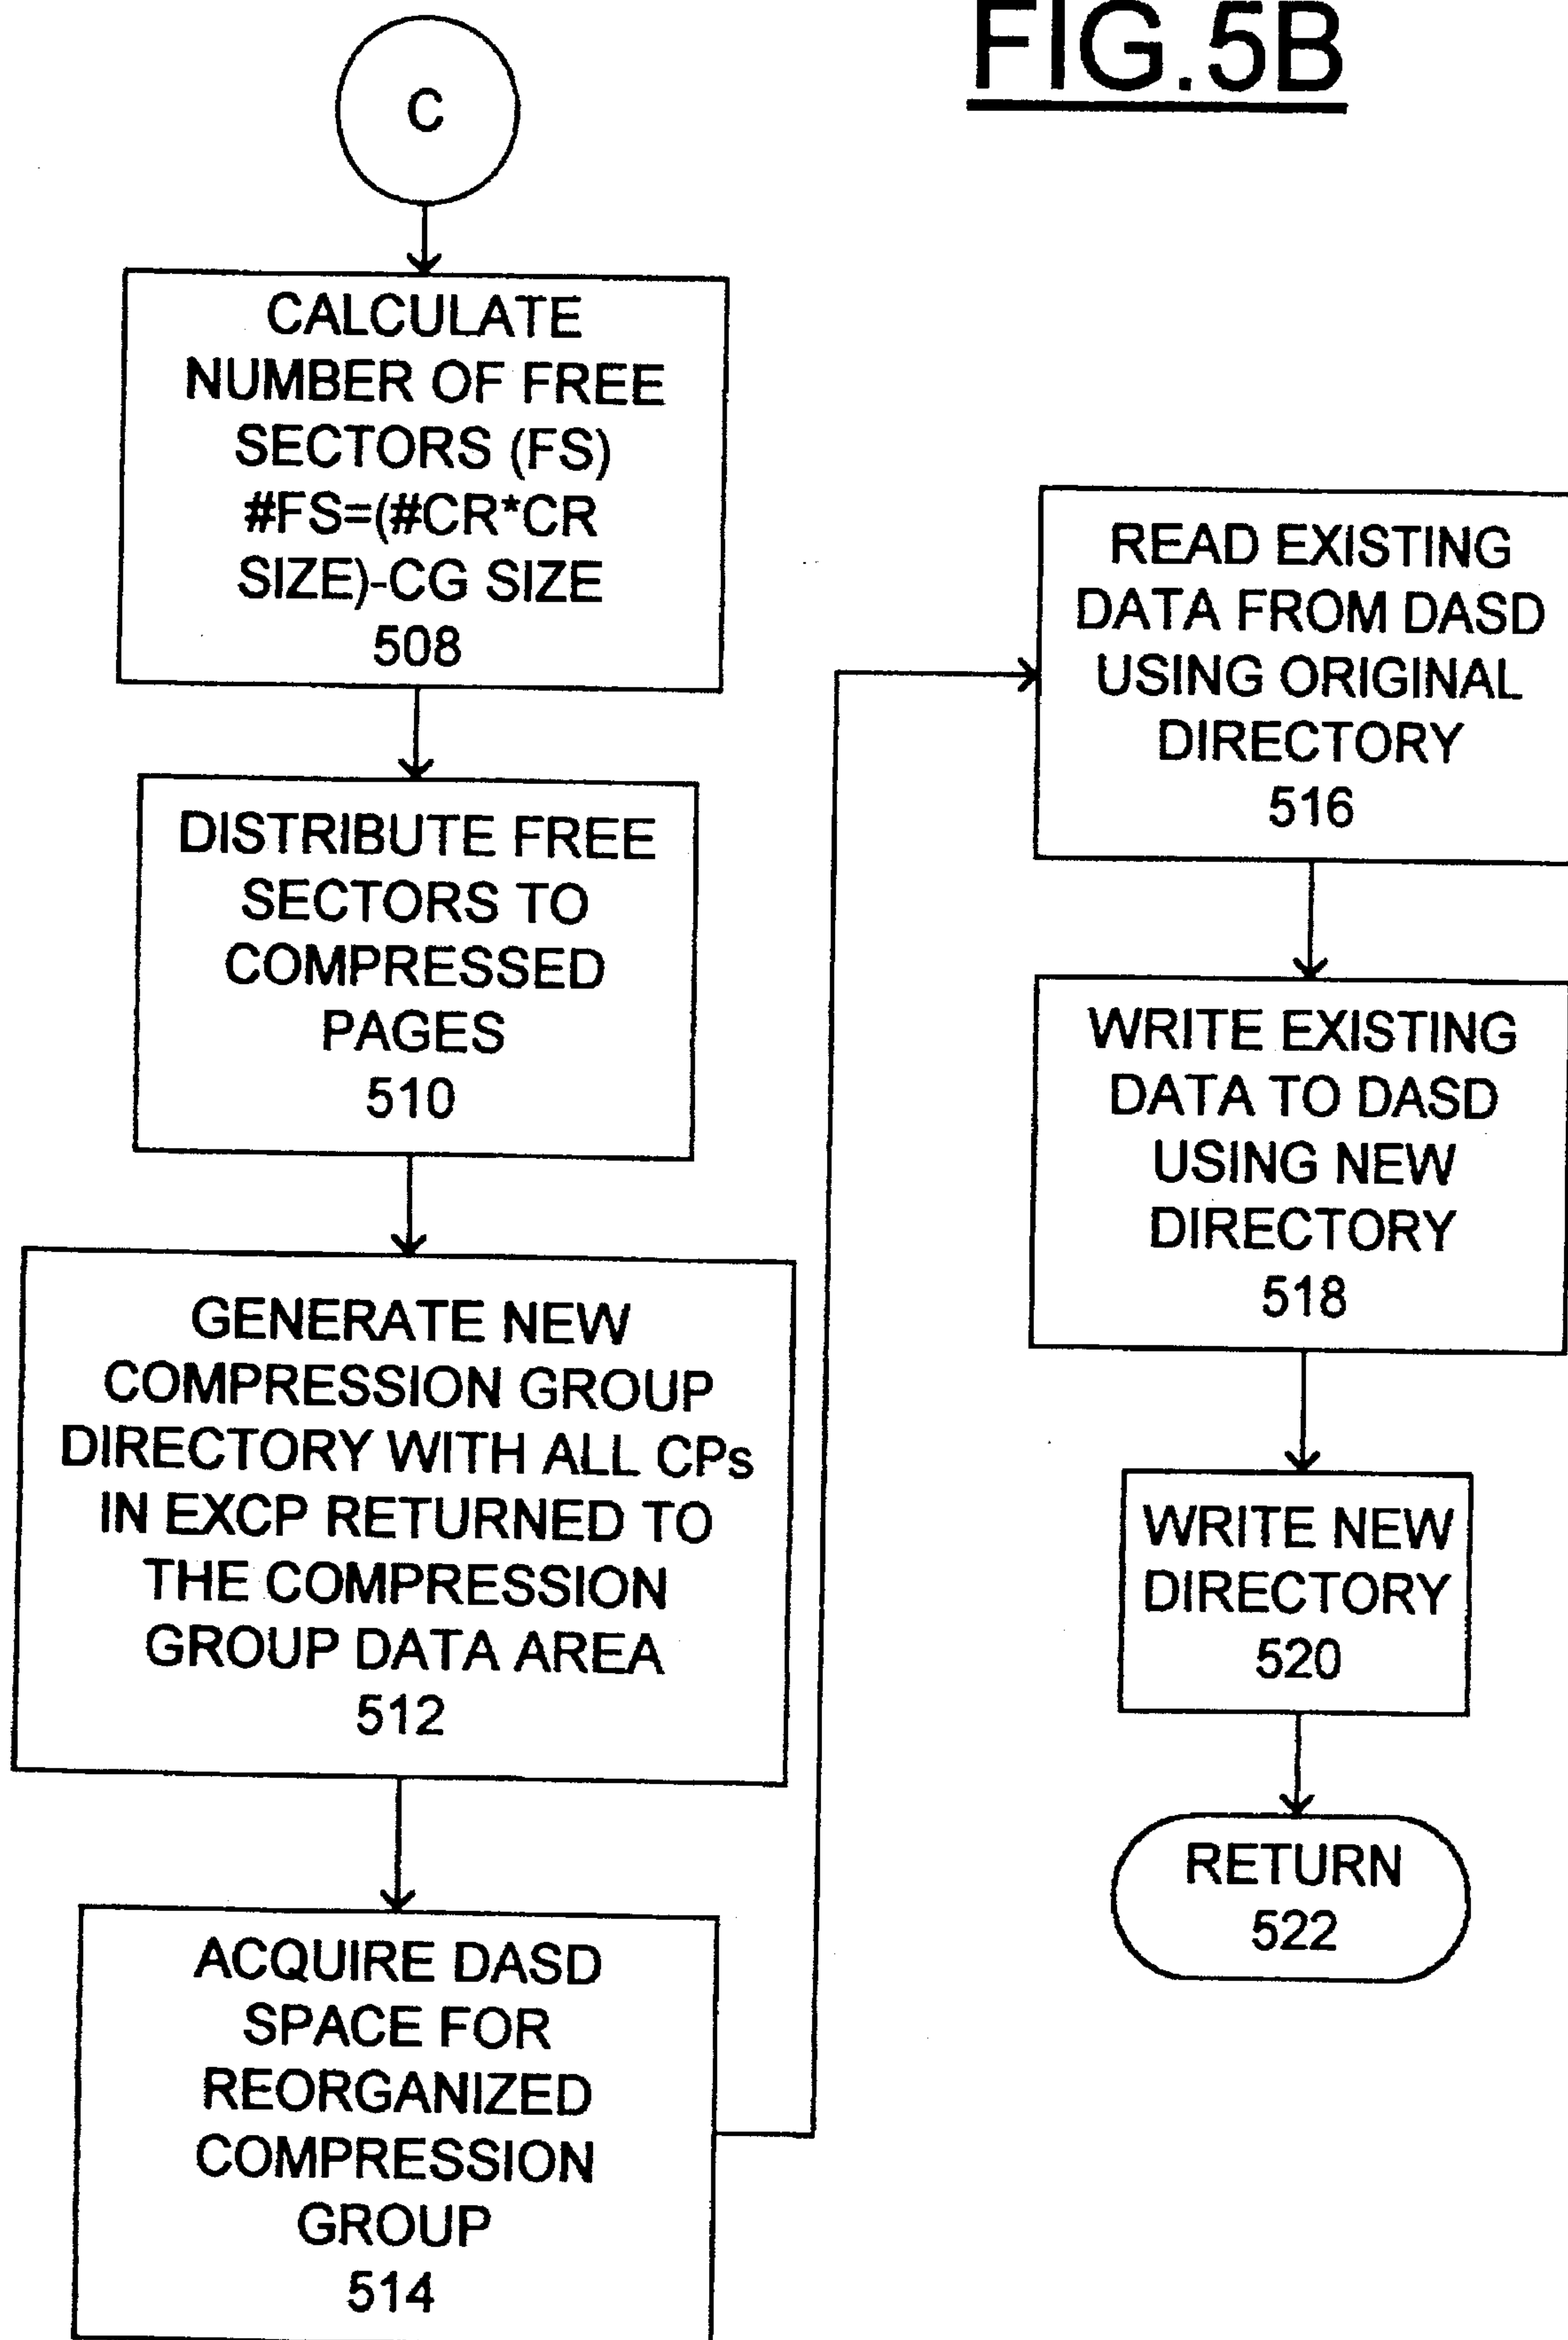 FIG.5B
C
CALCULATE
NUMBER OF FREE
SECTORS (FS)
#FS=(#CR*CR
SIZE)-CG SIZE
508
DISTRIBUTE FREE
SECTORS TO
COMPRESSED
PAGES
510
GENERATE NEW
COMPRESSION GROUP
DIRECTORY WITH ALL CPs
IN EXCP RETURNED TO
THE COMPRESSION
GROUP DATA AREA
512
ACQUIRE DASD
SPACE FOR
REORGANIZED
COMPRESSION
GROUP
514
READ EXISTING
DATA FROM DASD
USING ORIGINAL
DIRECTORY
516
WRITE EXISTING
DATA TO DASD
USING NEW
DIRECTORY
518
WRITE NEW
DIRECTORY
520
RETURN
522